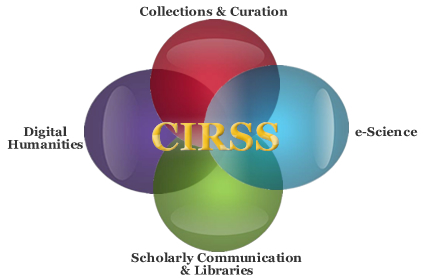 Collections & Curation
Digital
Humanities
CIRSS
e-Science
Scholarly Communication
& Libraries